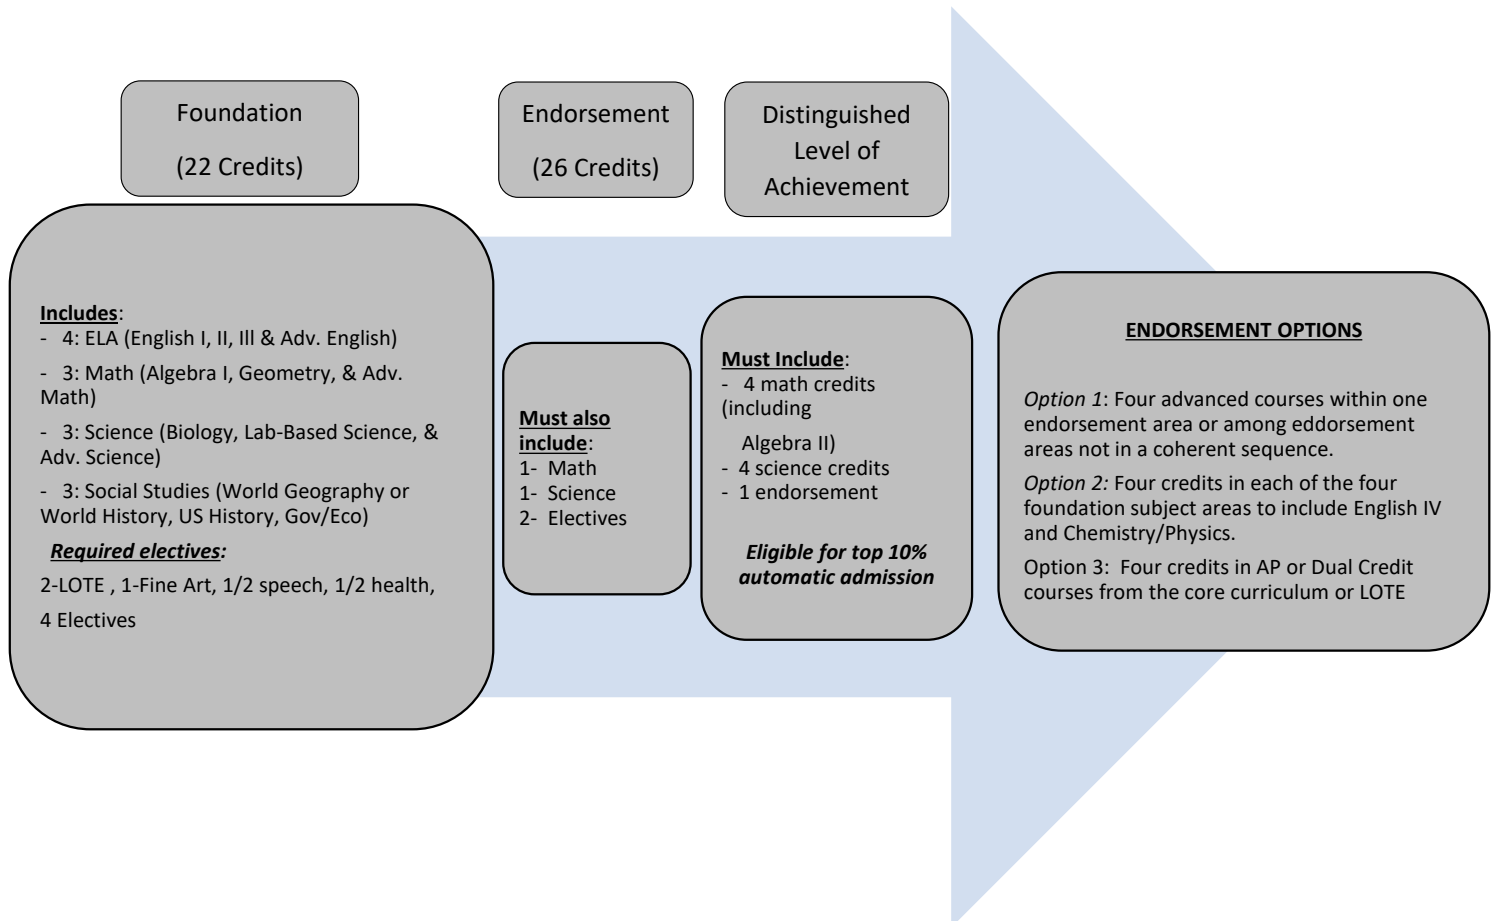 Foundation
(22 Credits)
Endorsement
(26 Credits)
Distinguished
Level of
Achievement
Includes:
- 4: ELA (English I, II, Ill & Adv. English)
- 3: Math (Algebra I, Geometry, & Adv.
Math)
- 3: Science (Biology, Lab-Based Science, &
Adv. Science)
- 3: Social Studies (World Geography or
World History, US History, Gov/Eco)
Required electives:
2-LOTE , 1-Fine Art, 1/2 speech, 1/2 health,
4 Electives
Must also
include:
1- Math
1- Science
2- Electives
Must Include:
- 4 math credits
(including
Algebra II)
- 4 science credits
- 1 endorsement
Eligible for top 10%
automatic admission
ENDORSEMENT OPTIONS
Option 1: Four advanced courses within one
endorsement area or among eddorsement
areas not in a coherent sequence.
Option 2: Four credits in each of the four
foundation subject areas to include English IV
and Chemistry/Physics.
Option 3: Four credits in AP or Dual Credit
courses from the core curriculum or LOTE